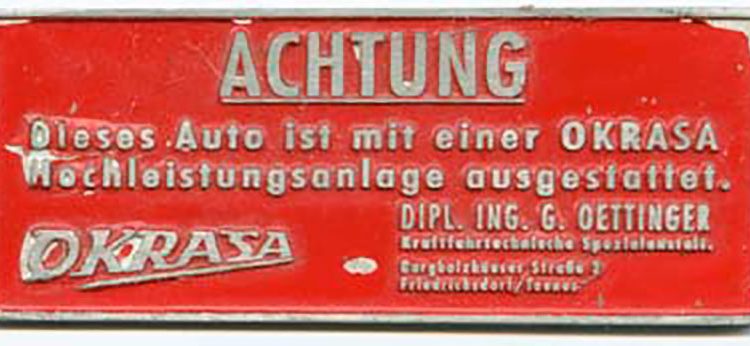 ACHTUNG
Dieses Auto ist mit einer OKRASA
Hochleistungsanlage ausgestattet.
OKRASA
DIPL. ING. G. OETTINGER
Kraftfahrtechnische Spezialanstalt.
Burgholzhäuser Straße
Friedrichsdorf/Taunus